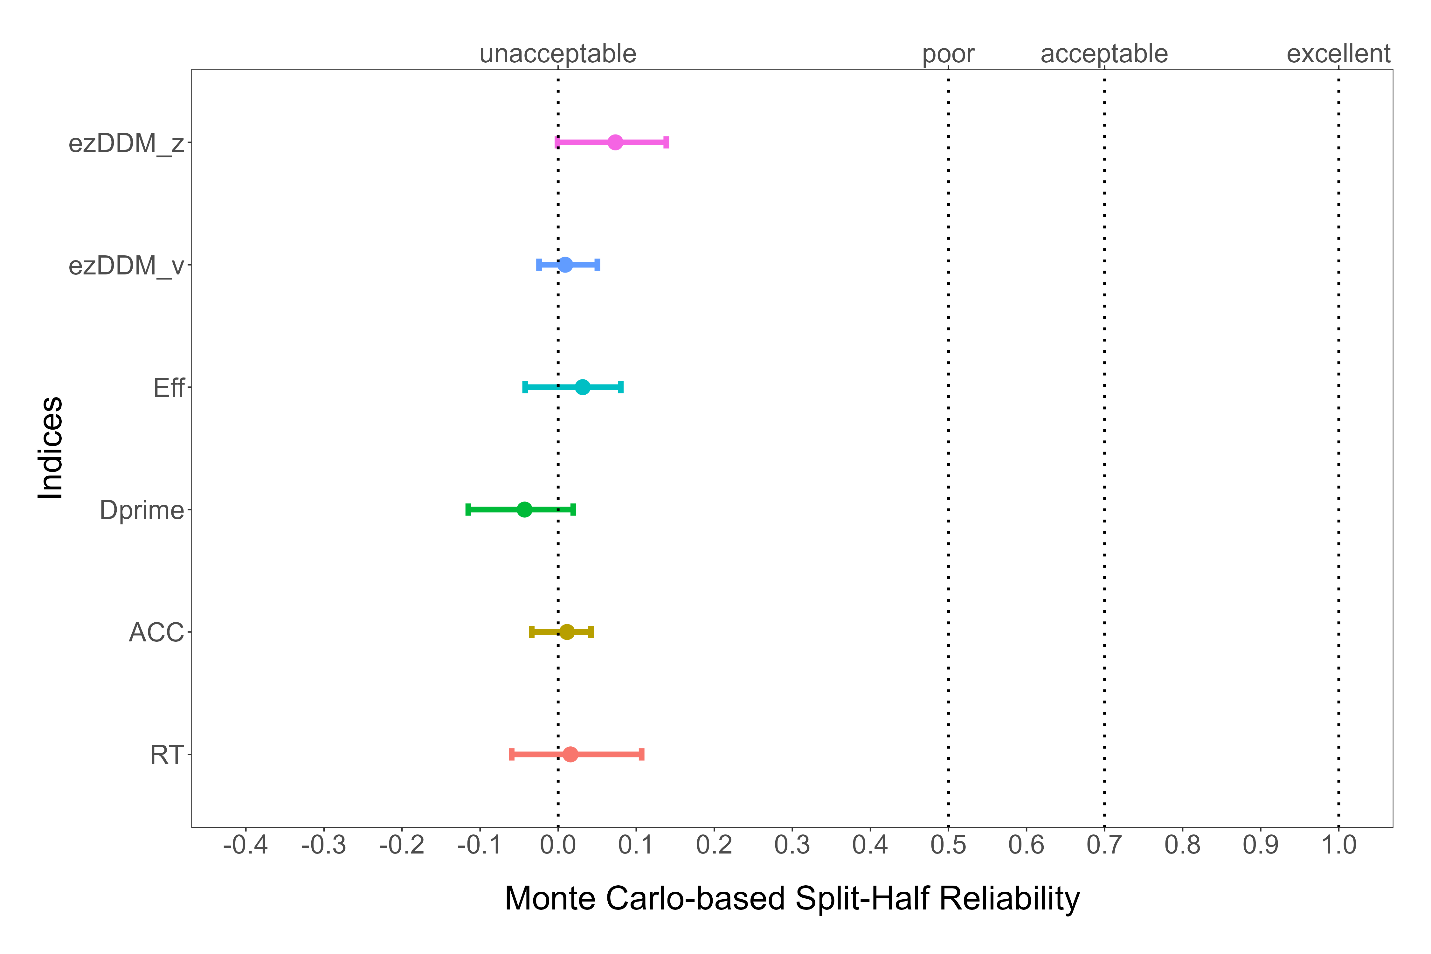 unacceptable poor acceptable excellent
ezDDM_z
ezDDM_v
Eff
Dprime
ACC
RT
Indices
-0.4 -0.3 -0.2 -0.1 0.0 0.1 0.2 0.3 0.4 0.5 0.6 0.7 0.8 0.9 1.0
Monte Carlo-based Split-Half Reliability